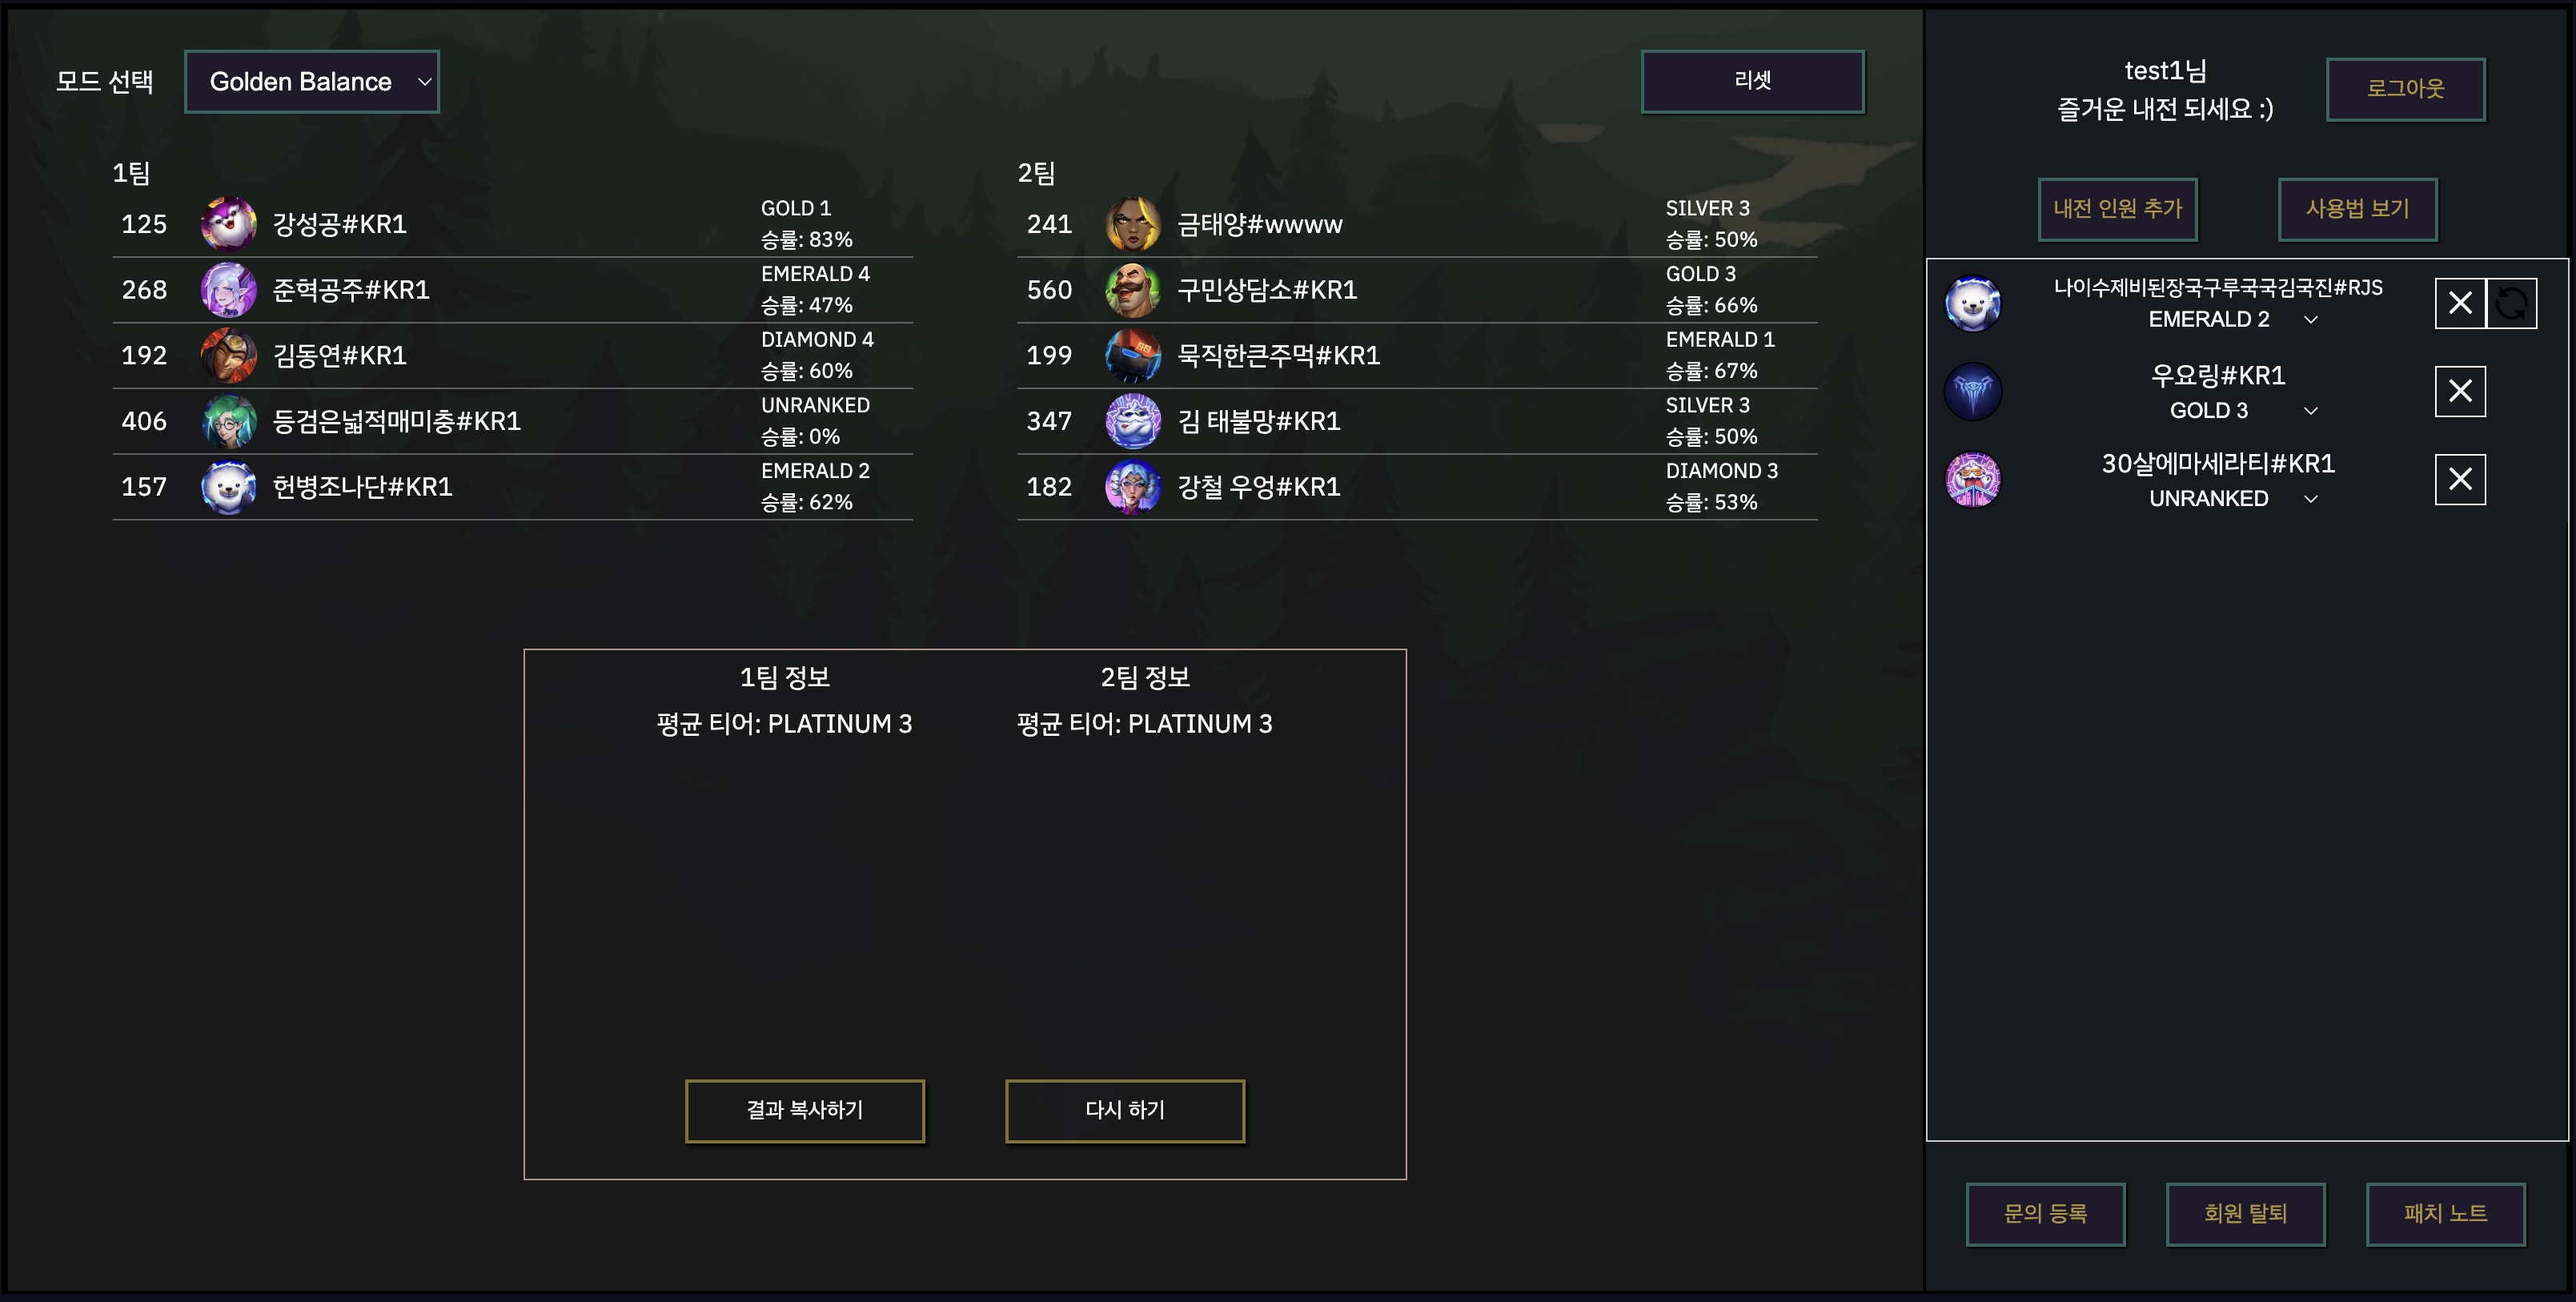 모드 선택
Golden Balance
리셋
1팀
125 강성공#KR1 GOLD 1
승률: 83%
268 준혁공주#KR1 EMERALD 4
승률: 47%
192 김동연#KR1 DIAMOND 4
승률: 60%
406 등검은넓적매미충#KR1 UNRANKED
승률: 0%
157 헌병조나단#KR1 EMERALD 2
승률: 62%
2팀
241 금태양#wwww SILVER 3
승률: 50%
560 구민상담소#KR1 GOLD 3
승률: 66%
199 묵직한큰주먹#KR1 EMERALD 1
승률: 67%
347 김 태불망#KR1 SILVER 3
승률: 50%
182 강철 우엉#KR1 DIAMOND 3
승률: 53%
1팀 정보
평균 티어: PLATINUM 3
2팀 정보
평균 티어: PLATINUM 3
결과 복사하기
다시 하기
test1님
즐거운 내전 되세요 :)
로그아웃
내전 인원 추가
사용법 보기
나이수제비된장국구루국국김국진#RJS
EMERALD 2
우요링#KR1
GOLD 3
30살에마세라티#KR1
UNRANKED
문의 등록
회원 탈퇴
패치 노트